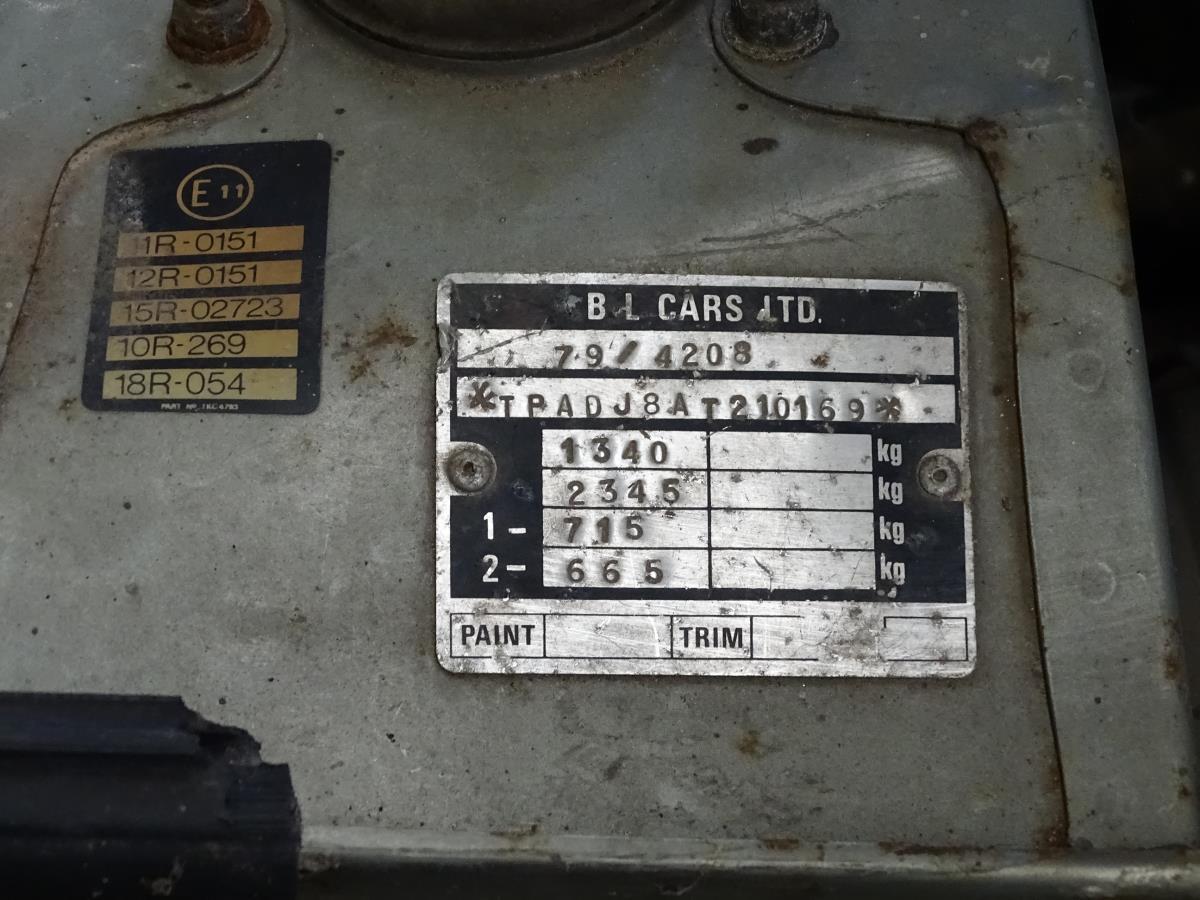 E 11
11R-0151
12R-0151
15R-02723
10R-269
18R-054
B L CARS LTD.
79/4208
*TPADJ8AT210169*
1340 kg
2345 kg
1- 715 kg
2- 665 kg
PAINT TRIM